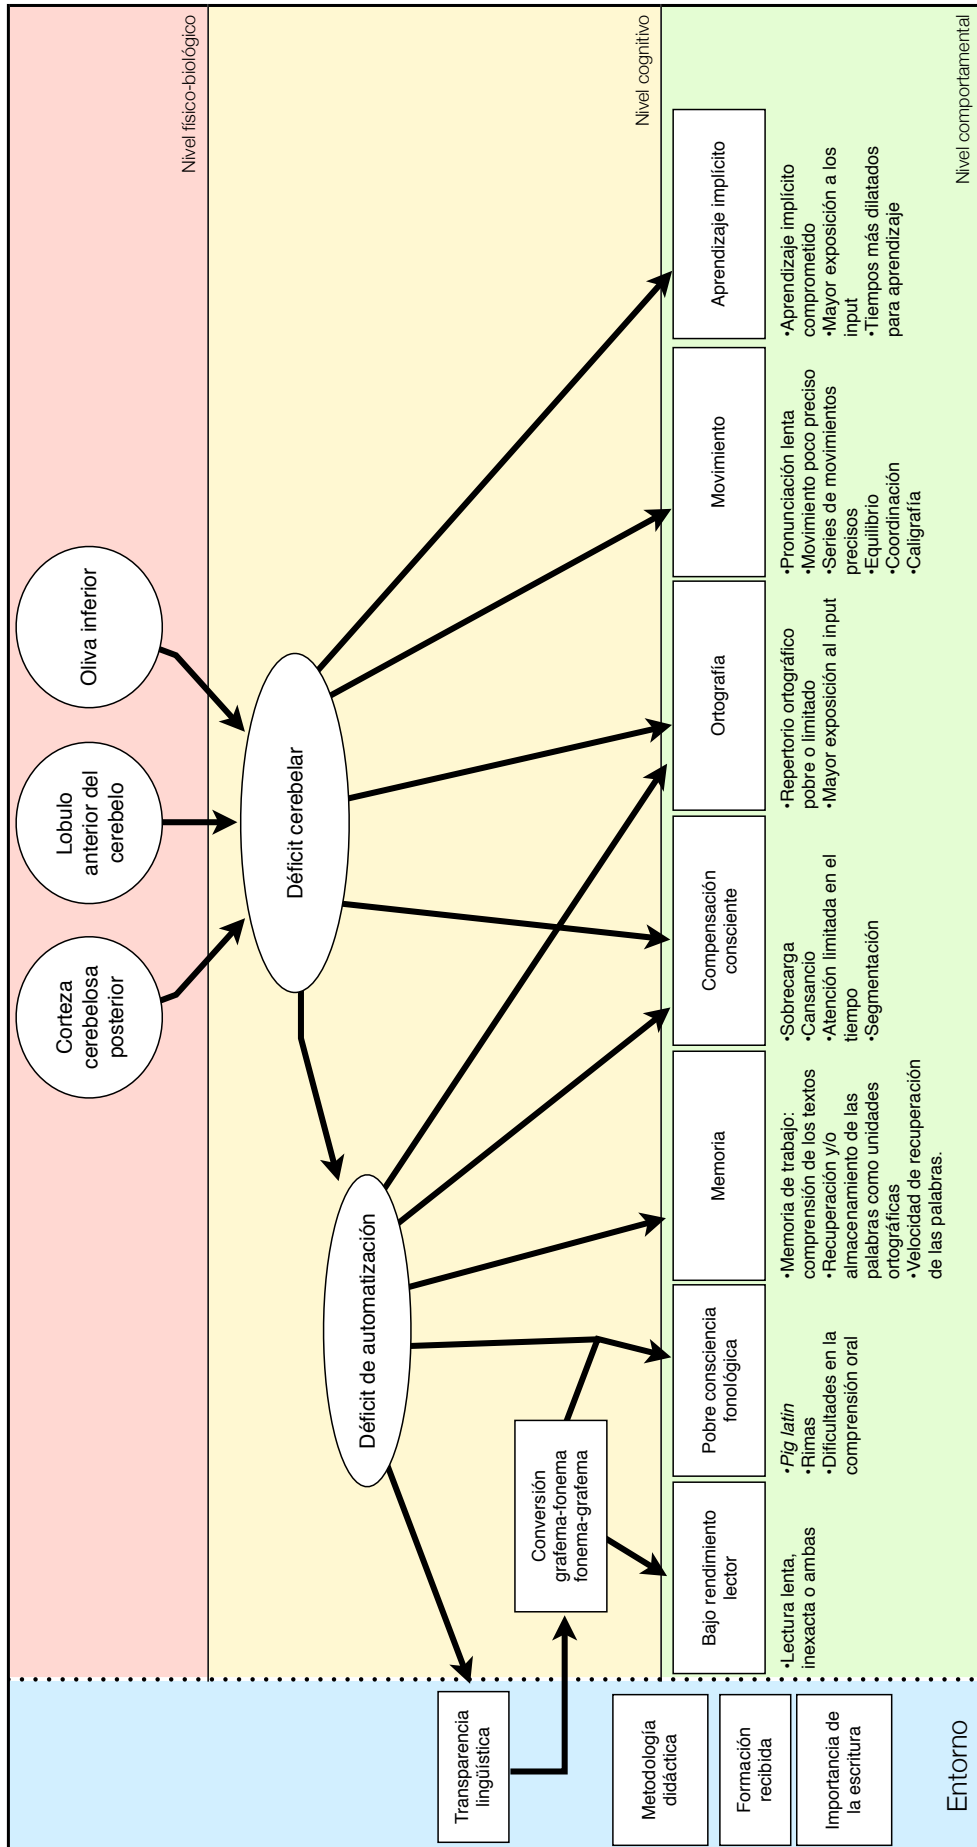 Nivel físico-biológico
Corteza
cerebelosa
posterior
Lobulo
anterior del
cerebelo
Oliva inferior
Nivel cognitivo
Déficit cerebelar
Déficit de automatización
Conversión
grafema-fonema
fonema-grafema
Transparencia
lingüística
Metodología
didáctica
Formación
recibida
Importancia de
la escritura
Entorno
Bajo rendimiento
lector
•Lectura lenta,
inexacta o ambas
Pobre consciencia
fonológica
•Pig latin
•Rimas
•Dificultades en la
comprensión oral
Memoria
•Memoria de trabajo:
comprensión de los textos
•Recuperación y/o
almacenamiento de las
palabras como unidades
ortográficas
•Velocidad de recuperación
de las palabras.
Compensación
consciente
•Sobrecarga
•Cansancio
•Atención limitada en el
tiempo
•Segmentación
Ortografía
•Repertorio ortográfico
pobre o limitado
•Mayor exposición al input
Movimiento
•Pronunciación lenta
•Movimiento poco preciso
•Series de movimientos
precisos
•Equilibrio
•Coordinación
•Caligrafía
Aprendizaje implícito
•Aprendizaje implícito
comprometido
•Mayor exposición a los
input
•Tiempos más dilatados
para aprendizaje
Nivel comportamental